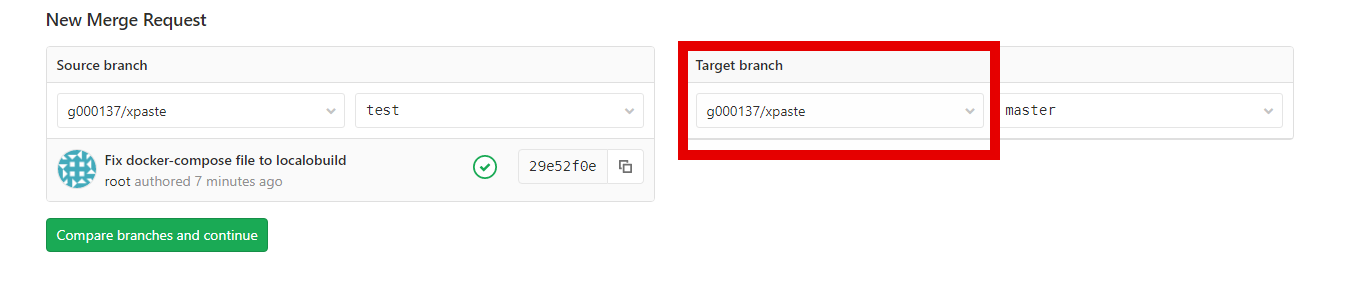 New Merge Request
Source branch
g000137/xpaste
test
Fix docker-compose file to localobuild
root authored 7 minutes ago
29e52f0e
Target branch
g000137/xpaste
master
Compare branches and continue